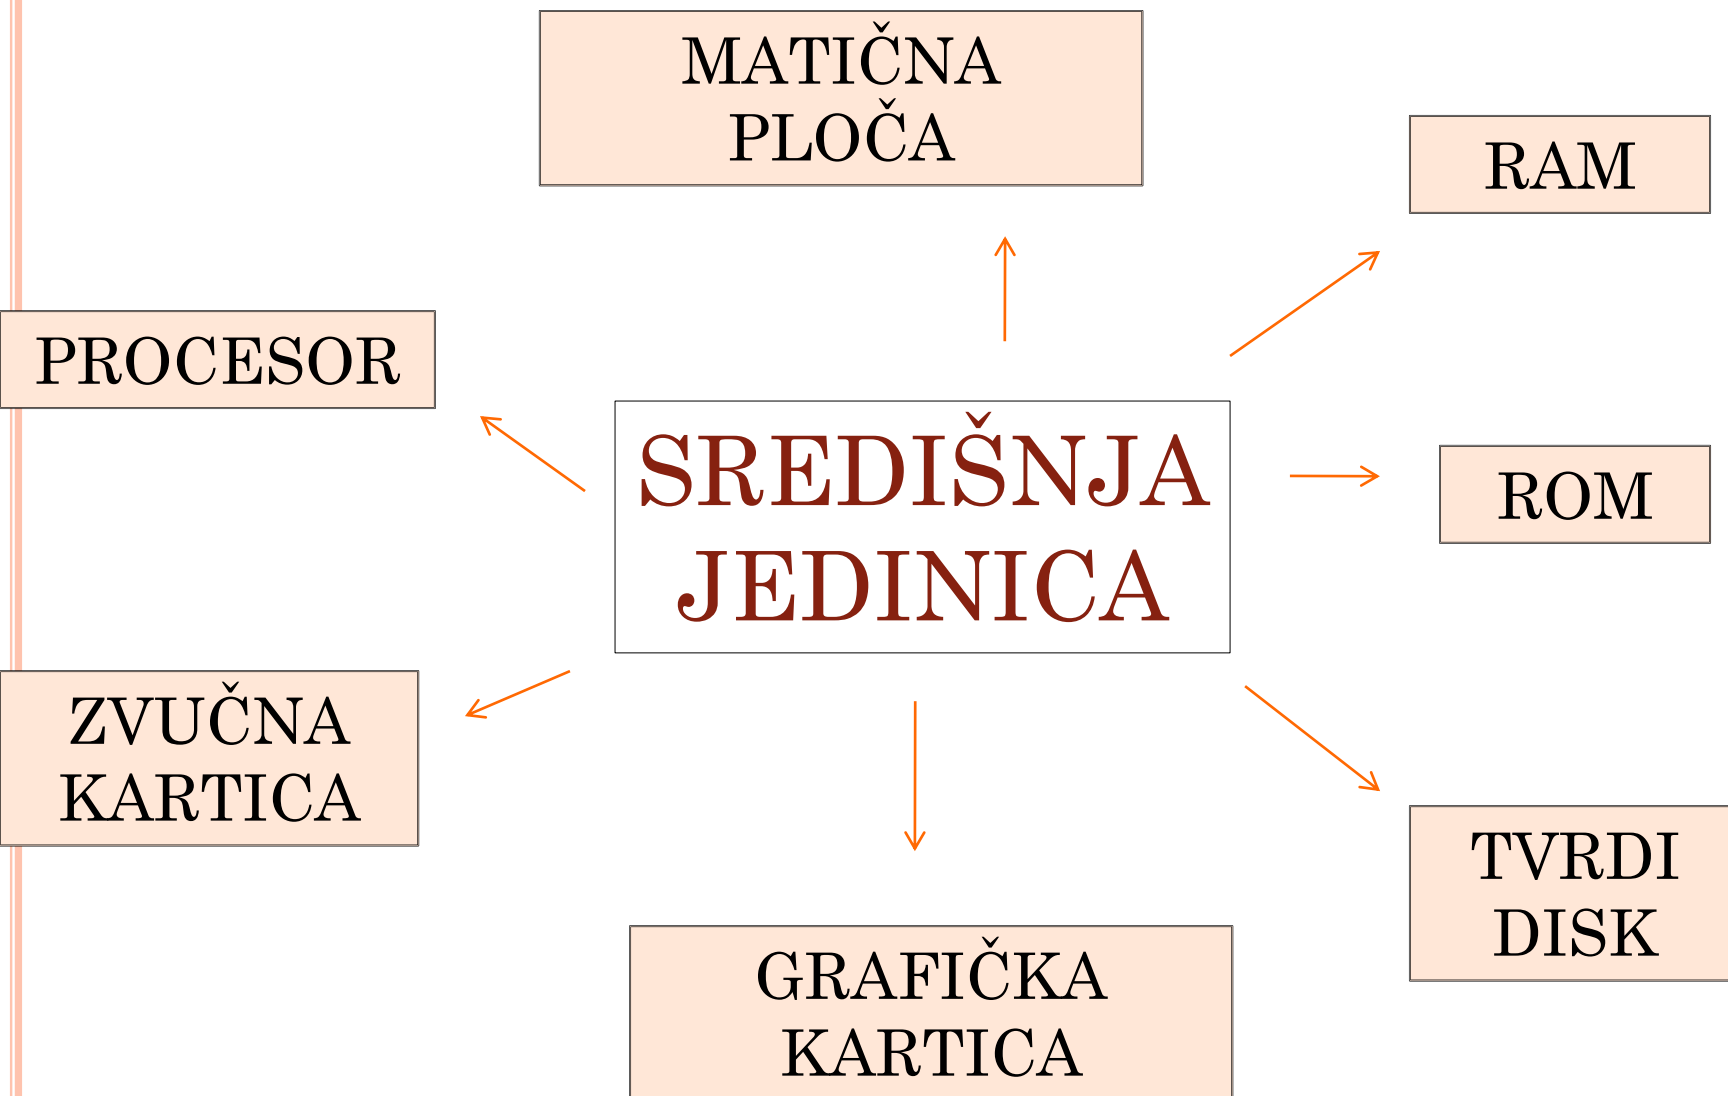 MATIČNA
PLOČA
RAM
PROCESOR
SREDIŠNJA
JEDINICA
ROM
ZVUČNA
KARTICA
TVRDI
DISK
GRAFIČKA
KARTICA